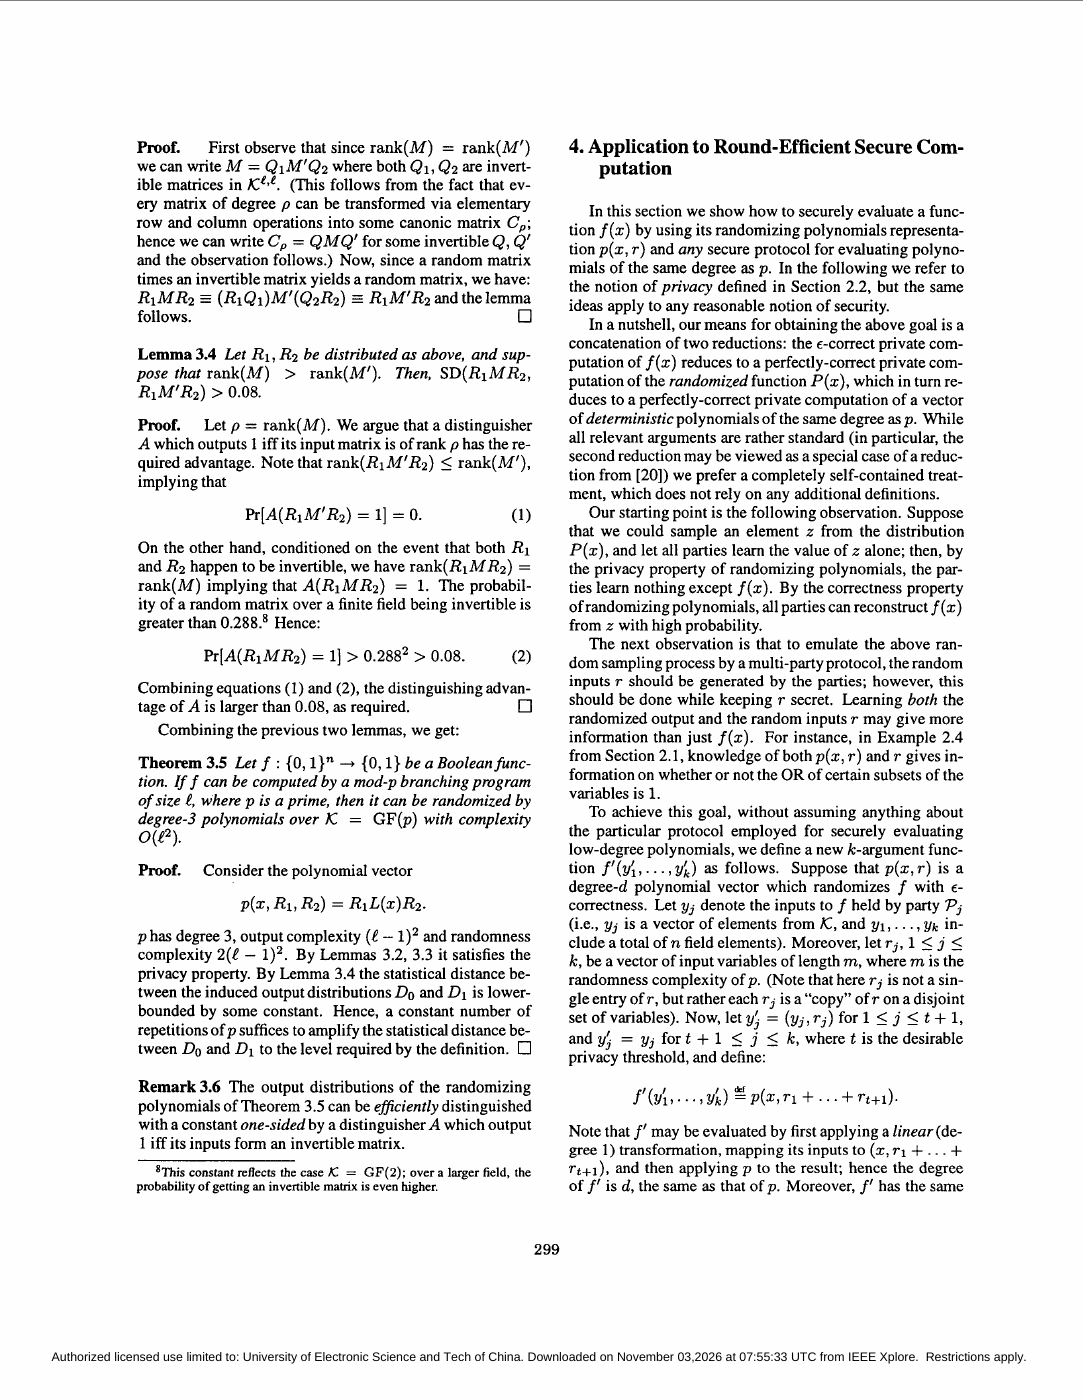 Proof. First observe that since rank(M) = rank(M′)
we can write M = Q₁M′Q₂ where both Q₁, Q₂ are invert-
ible matrices in 𝒦^{ℓ,ℓ}. (This follows from the fact that ev-
ery matrix of degree ρ can be transformed via elementary
row and column operations into some canonic matrix C_ρ;
hence we can write C_ρ = QMQ′ for some invertible Q, Q′
and the observation follows.) Now, since a random matrix
times an invertible matrix yields a random matrix, we have:
R₁MR₂ ≡ (R₁Q₁)M′(Q₂R₂) ≡ R₁M′R₂ and the lemma
follows. □
Lemma 3.4 Let R₁, R₂ be distributed as above, and sup-
pose that rank(M) > rank(M′). Then, SD(R₁MR₂,
R₁M′R₂) > 0.08.
Proof. Let ρ = rank(M). We argue that a distinguisher
A which outputs 1 iff its input matrix is of rank ρ has the re-
quired advantage. Note that rank(R₁M′R₂) ≤ rank(M′),
implying that
Pr[A(R₁M′R₂) = 1] = 0. (1)
On the other hand, conditioned on the event that both R₁
and R₂ happen to be invertible, we have rank(R₁MR₂) =
rank(M) implying that A(R₁MR₂) = 1. The probabil-
ity of a random matrix over a finite field being invertible is
greater than 0.288.⁸ Hence:
Pr[A(R₁MR₂) = 1] > 0.288² > 0.08. (2)
Combining equations (1) and (2), the distinguishing advan-
tage of A is larger than 0.08, as required. □
Combining the previous two lemmas, we get:
Theorem 3.5 Let f : {0, 1}ⁿ → {0, 1} be a Boolean func-
tion. If f can be computed by a mod-p branching program
of size ℓ, where p is a prime, then it can be randomized by
degree-3 polynomials over 𝒦 = GF(p) with complexity
O(ℓ²).
Proof. Consider the polynomial vector
p(x, R₁, R₂) = R₁L(x)R₂.
p has degree 3, output complexity (ℓ − 1)² and randomness
complexity 2(ℓ − 1)². By Lemmas 3.2, 3.3 it satisfies the
privacy property. By Lemma 3.4 the statistical distance be-
tween the induced output distributions D₀ and D₁ is lower-
bounded by some constant. Hence, a constant number of
repetitions of p suffices to amplify the statistical distance be-
tween D₀ and D₁ to the level required by the definition. □
Remark 3.6 The output distributions of the randomizing
polynomials of Theorem 3.5 can be efficiently distinguished
with a constant one-sided by a distinguisher A which output
1 iff its inputs form an invertible matrix.
⁸This constant reflects the case 𝒦 = GF(2); over a larger field, the
probability of getting an invertible matrix is even higher.
4. Application to Round-Efficient Secure Com-
putation
In this section we show how to securely evaluate a func-
tion f(x) by using its randomizing polynomials representa-
tion p(x, r) and any secure protocol for evaluating polyno-
mials of the same degree as p. In the following we refer to
the notion of privacy defined in Section 2.2, but the same
ideas apply to any reasonable notion of security.
In a nutshell, our means for obtaining the above goal is a
concatenation of two reductions: the ϵ-correct private com-
putation of f(x) reduces to a perfectly-correct private com-
putation of the randomized function P(x), which in turn re-
duces to a perfectly-correct private computation of a vector
of deterministic polynomials of the same degree as p. While
all relevant arguments are rather standard (in particular, the
second reduction may be viewed as a special case of a reduc-
tion from [20]) we prefer a completely self-contained treat-
ment, which does not rely on any additional definitions.
Our starting point is the following observation. Suppose
that we could sample an element z from the distribution
P(x), and let all parties learn the value of z alone; then, by
the privacy property of randomizing polynomials, the par-
ties learn nothing except f(x). By the correctness property
of randomizing polynomials, all parties can reconstruct f(x)
from z with high probability.
The next observation is that to emulate the above ran-
dom sampling process by a multi-party protocol, the random
inputs r should be generated by the parties; however, this
should be done while keeping r secret. Learning both the
randomized output and the random inputs r may give more
information than just f(x). For instance, in Example 2.4
from Section 2.1, knowledge of both p(x, r) and r gives in-
formation on whether or not the OR of certain subsets of the
variables is 1.
To achieve this goal, without assuming anything about
the particular protocol employed for securely evaluating
low-degree polynomials, we define a new k-argument func-
tion f′(y′₁, . . . , y′ₖ) as follows. Suppose that p(x, r) is a
degree-d polynomial vector which randomizes f with ϵ-
correctness. Let yⱼ denote the inputs to f held by party 𝒫ⱼ
(i.e., yⱼ is a vector of elements from 𝒦, and y₁, . . . , yₖ in-
clude a total of n field elements). Moreover, let rⱼ, 1 ≤ j ≤
k, be a vector of input variables of length m, where m is the
randomness complexity of p. (Note that here rⱼ is not a sin-
gle entry of r, but rather each rⱼ is a “copy” of r on a disjoint
set of variables). Now, let y′ⱼ = (yⱼ, rⱼ) for 1 ≤ j ≤ t + 1,
and y′ⱼ = yⱼ for t + 1 ≤ j ≤ k, where t is the desirable
privacy threshold, and define:
f′(y′₁, . . . , y′ₖ) ≝ p(x, r₁ + . . . + rₜ₊₁).
Note that f′ may be evaluated by first applying a linear (de-
gree 1) transformation, mapping its inputs to (x, r₁ + . . . +
rₜ₊₁), and then applying p to the result; hence the degree
of f′ is d, the same as that of p. Moreover, f′ has the same
299
Authorized licensed use limited to: University of Electronic Science and Tech of China. Downloaded on November 03,2026 at 07:55:33 UTC from IEEE Xplore. Restrictions apply.